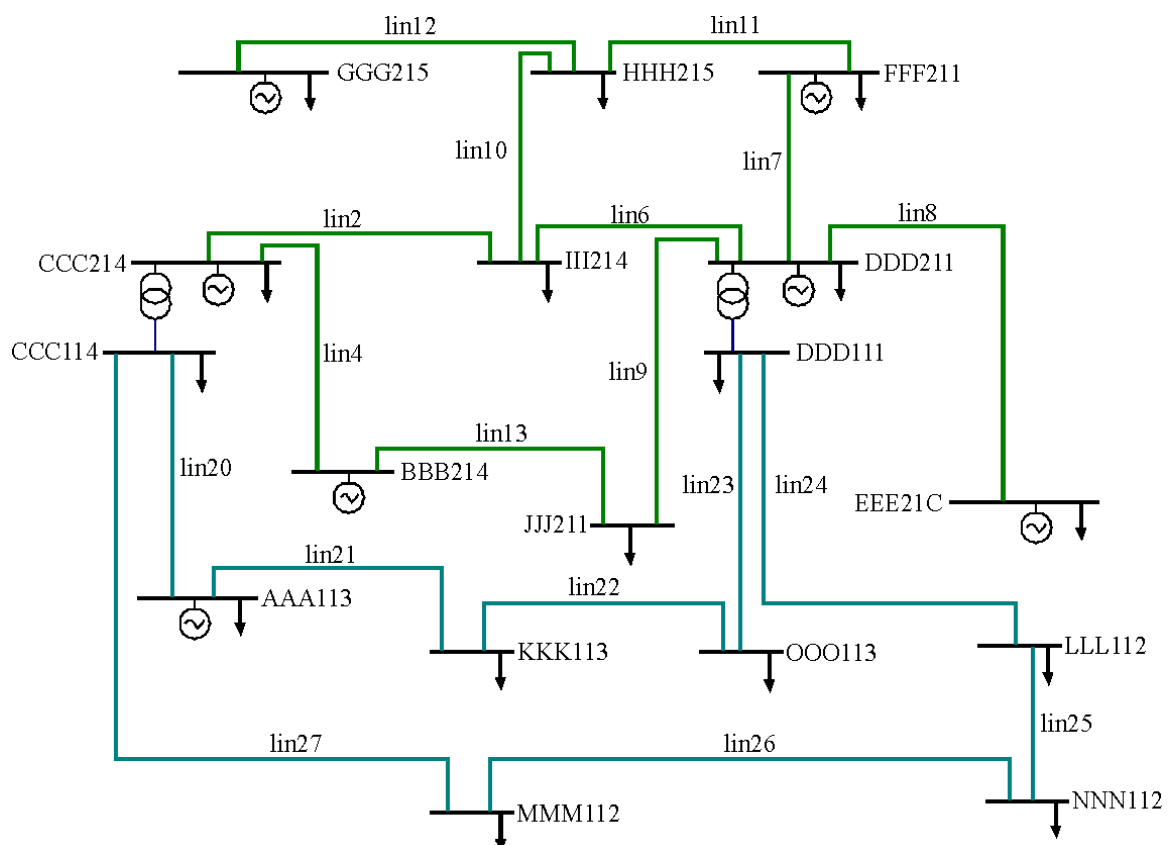 lin12
lin11
GGG215
HHH215
FFF211
lin10
lin7
lin2
lin6
lin8
CCC214
III214
DDD211
CCC114
lin4
lin9
DDD111
lin13
lin20
BBB214
lin23
lin24
EEE21C
JJJ211
lin21
AAA113
lin22
KKK113
OOO113
LLL112
lin25
lin27
lin26
MMM112
NNN112